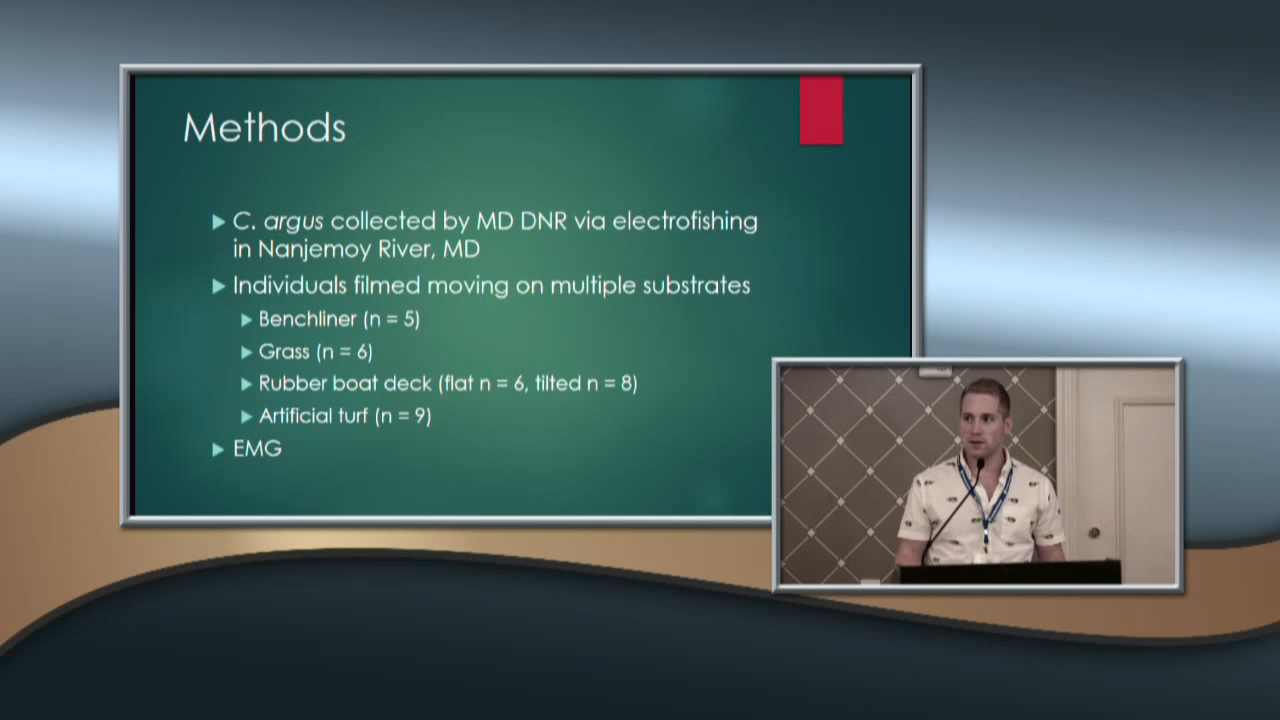 Methods
C. argus collected by MD DNR via electrofishing
in Nanjemoy River, MD
Individuals filmed moving on multiple substrates
Benchliner (n = 5)
Grass (n = 6)
Rubber boat deck (flat n = 6, tilted n = 8)
Artificial turf (n = 9)
EMG